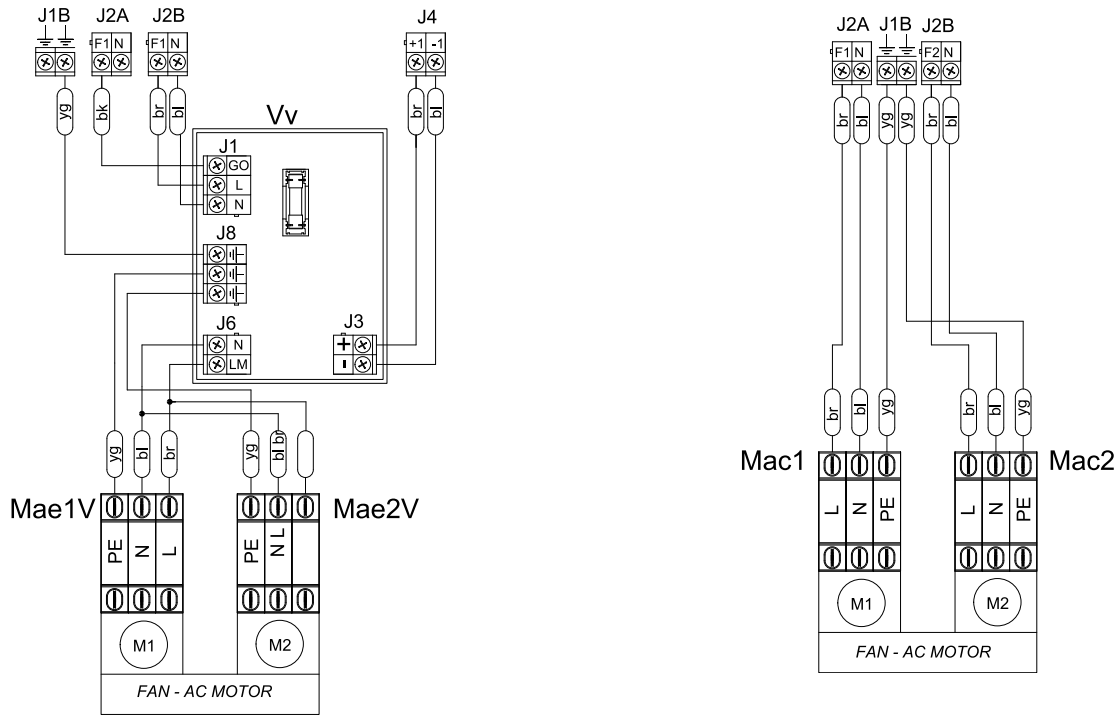 J1B J2A J2B J4
F1 N F1 N +1 -1
yg bk br bl br bl
Vv
J1
GO
L
N
J8
J6 J3
N +
LM -
yg bl br yg bl br
Mae1V Mae2V
PE N L PE N L
M1 M2
FAN - AC MOTOR
J2A J1B J2B
F1 N F2 N
br bl yg yg br bl
br bl yg br bl yg
Mac1 Mac2
L N PE L N PE
M1 M2
FAN - AC MOTOR